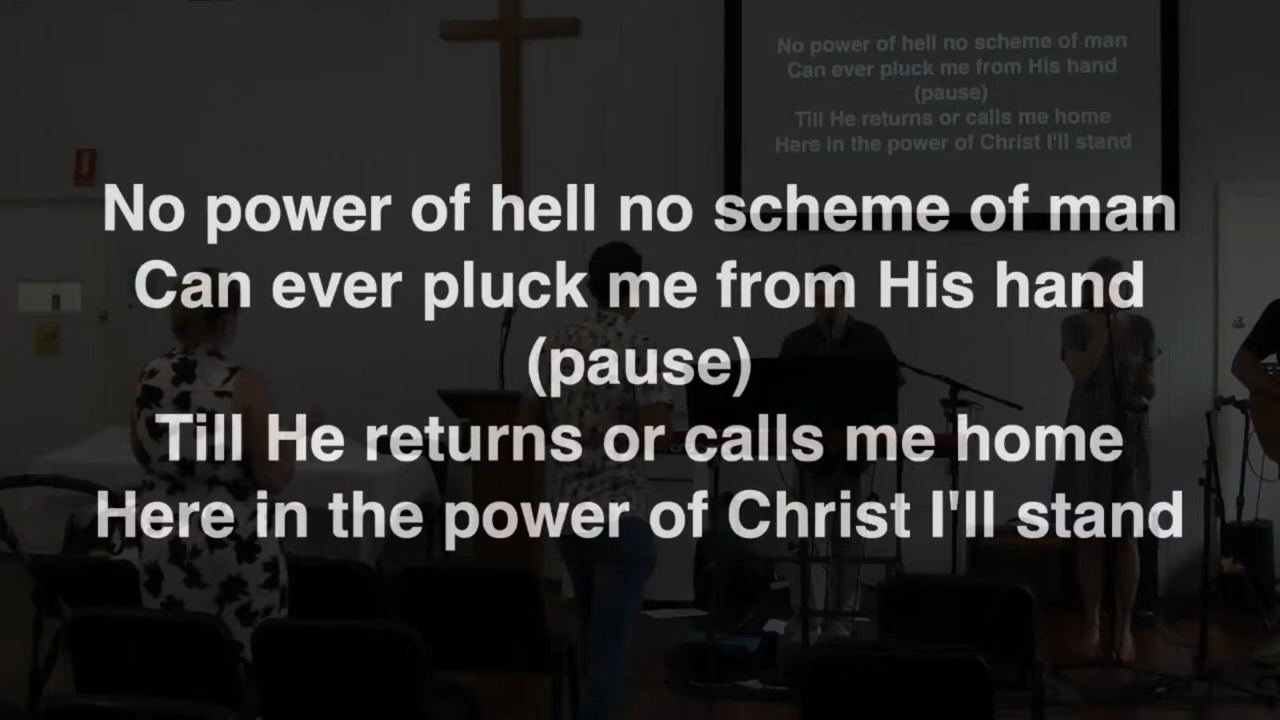 No power of hell no scheme of man
Can ever pluck me from His hand
(pause)
Till He returns or calls me home
Here in the power of Christ I'll stand
No power of hell no scheme of man
Can ever pluck me from His hand
(pause)
Till He returns or calls me home
Here in the power of Christ I'll stand